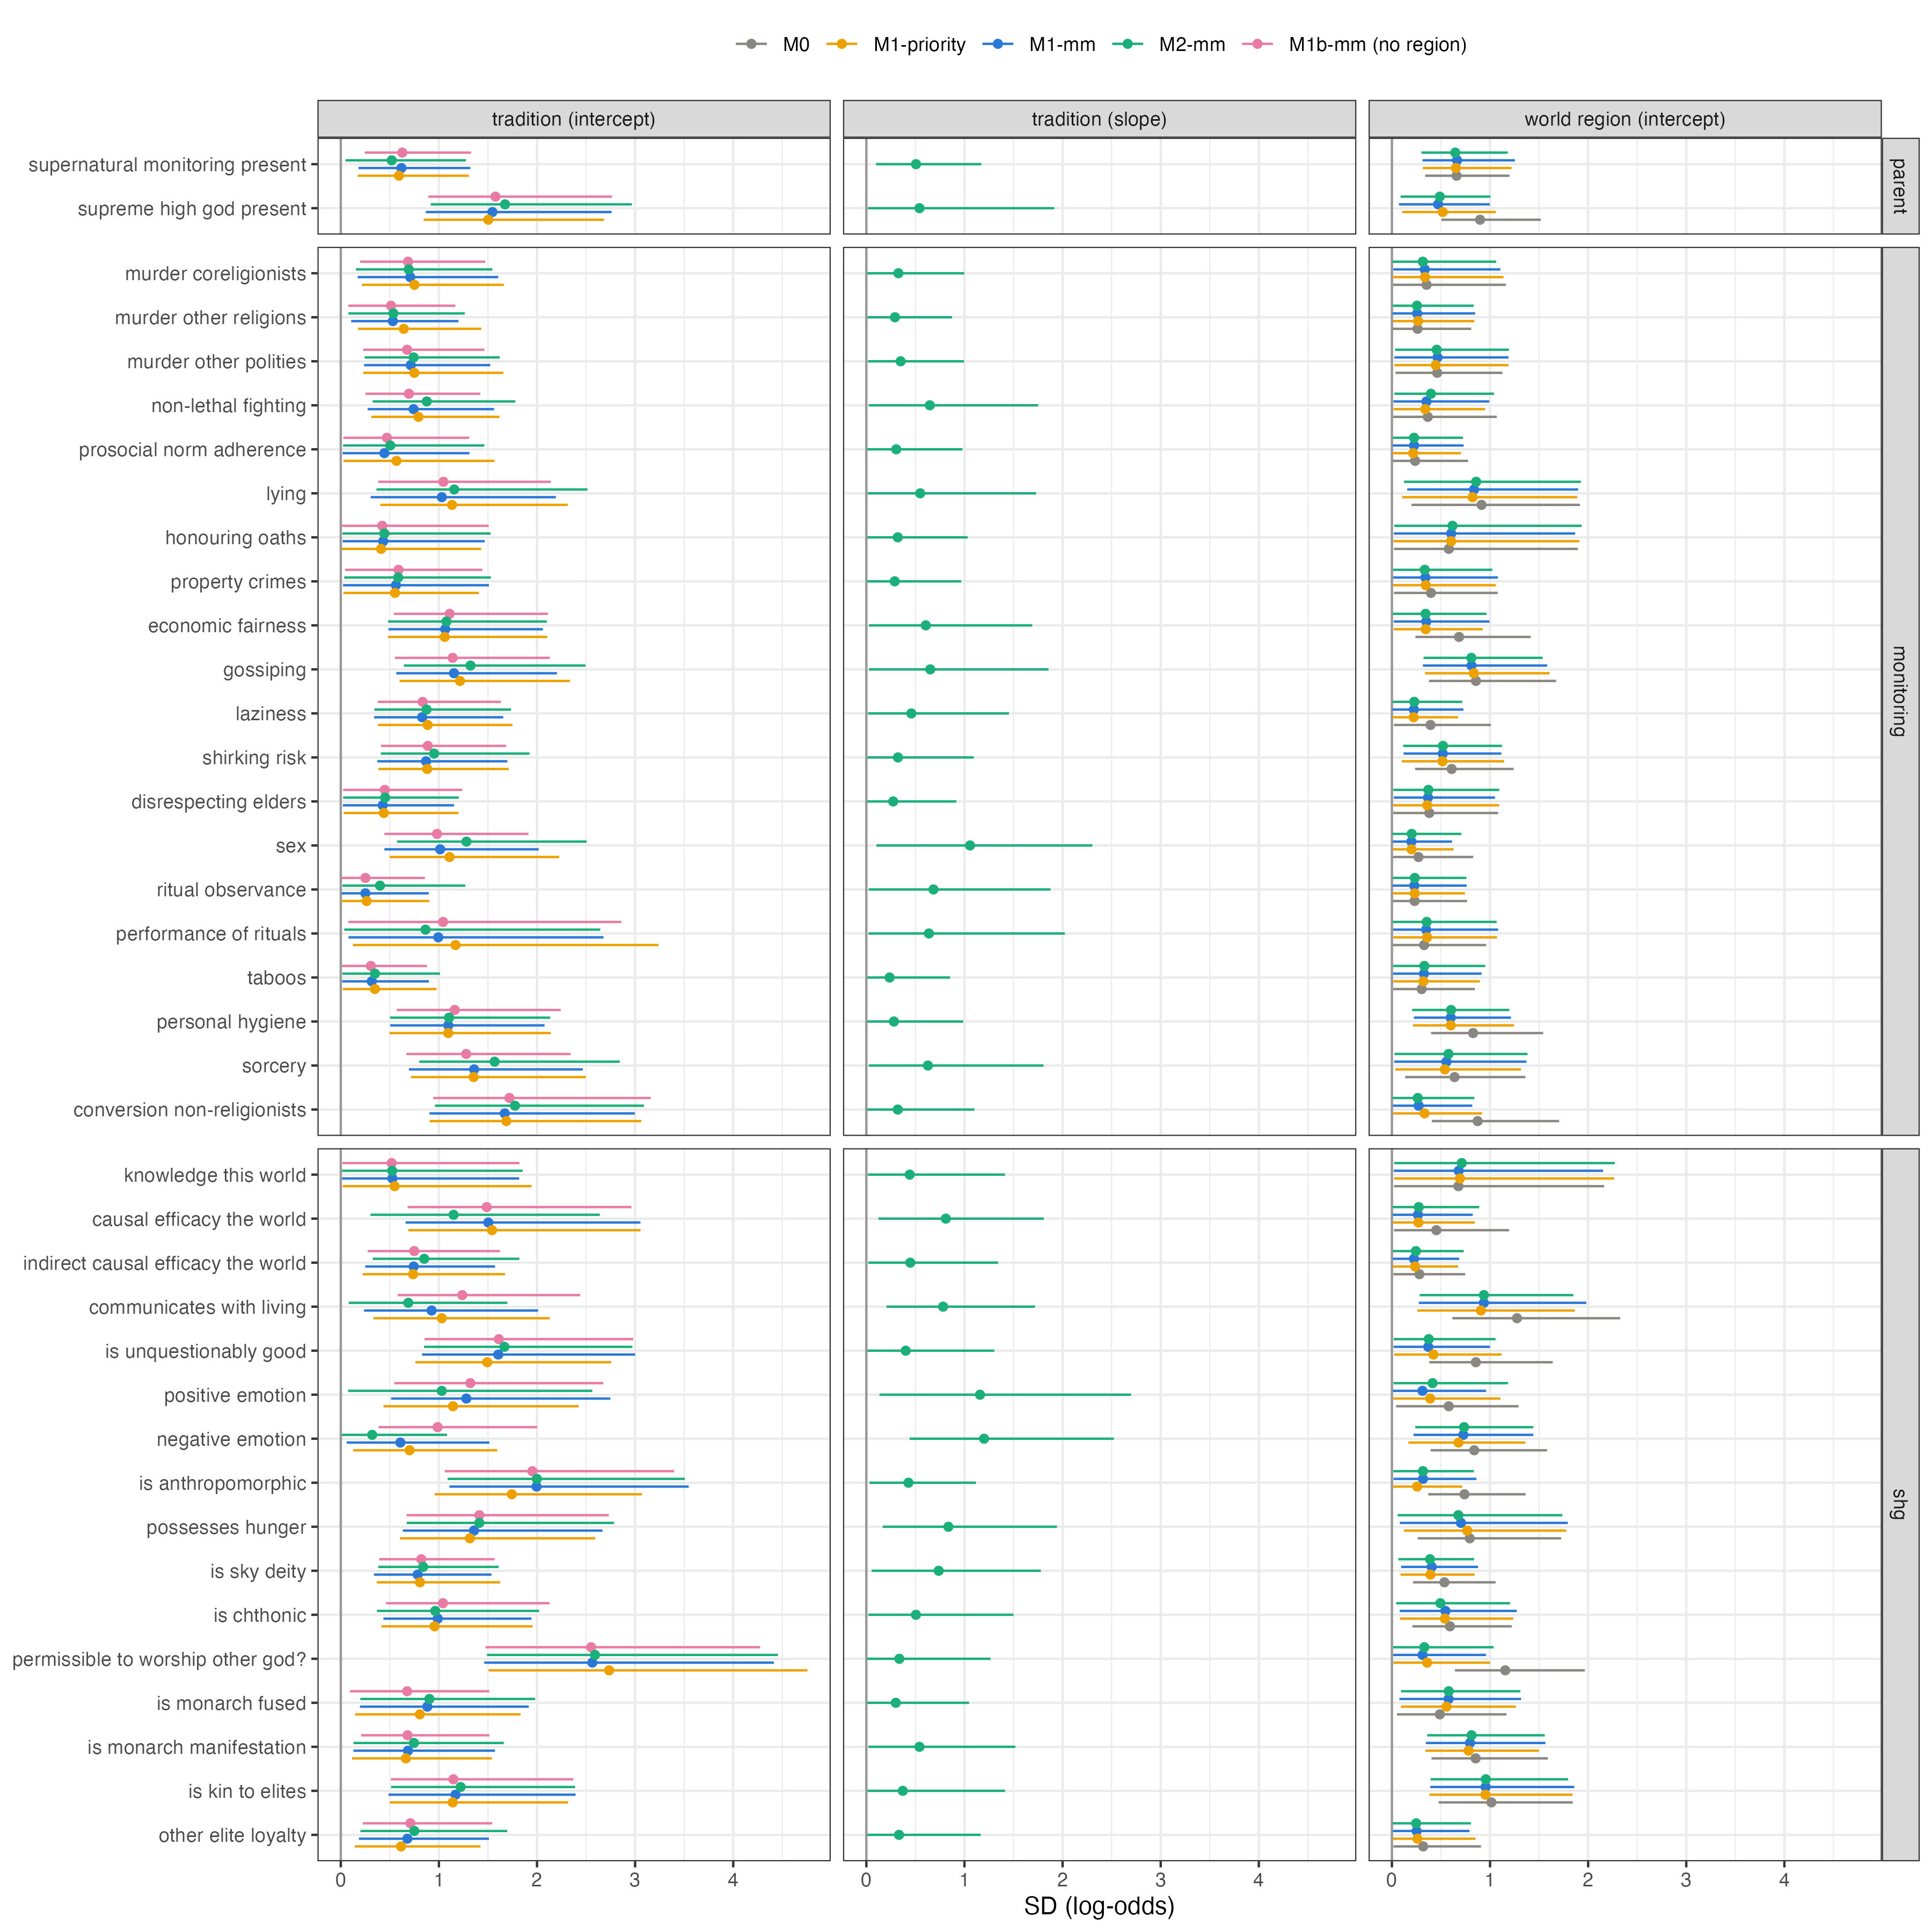 M0 M1-priority M1-mm M2-mm M1b-mm (no region)
tradition (intercept) tradition (slope) world region (intercept)
supernatural monitoring present
supreme high god present
parent
murder coreligionists
murder other religions
murder other polities
non-lethal fighting
prosocial norm adherence
lying
honouring oaths
property crimes
economic fairness
gossiping
laziness
shirking risk
disrespecting elders
sex
ritual observance
performance of rituals
taboos
personal hygiene
sorcery
conversion non-religionists
monitoring
knowledge this world
causal efficacy the world
indirect causal efficacy the world
communicates with living
is unquestionably good
positive emotion
negative emotion
is anthropomorphic
possesses hunger
is sky deity
is chthonic
permissible to worship other god?
is monarch fused
is monarch manifestation
is kin to elites
other elite loyalty
shg
0 1 2 3 4 0 1 2 3 4 0 1 2 3 4
SD (log-odds)